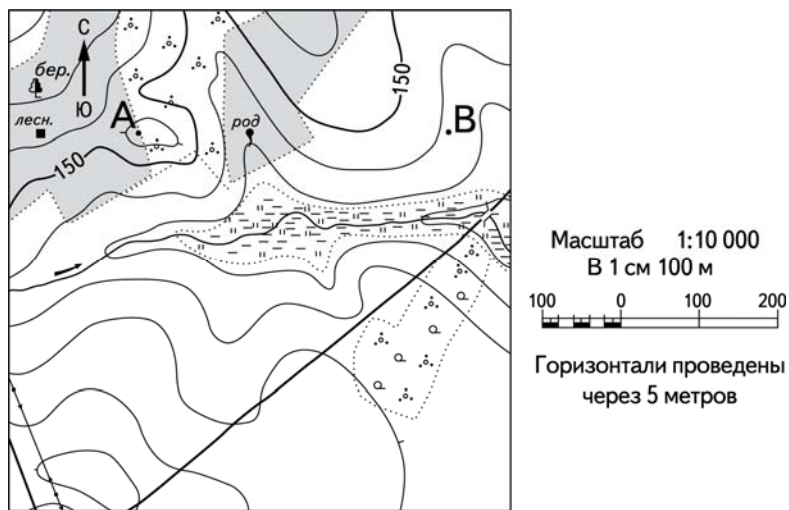 С
бер.
Ю
лесн.
А
род
150
В
150
Масштаб 1:10 000
В 1 см 100 м
100 0 100 200
Горизонтали проведены
через 5 метров